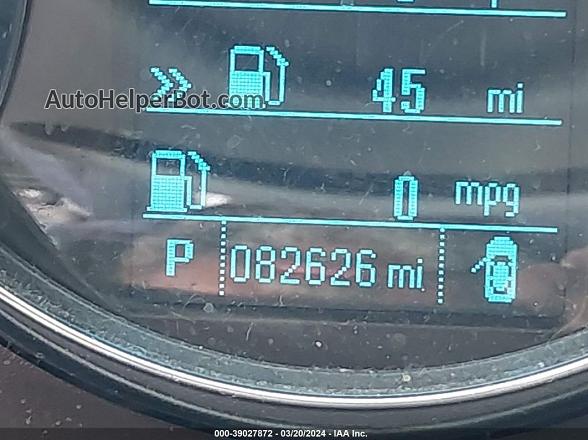 45 mi
AutoHelperBot.com
0 mpg
P 082626 mi
000-39027872 - 03/20/2024 - IAA Inc.